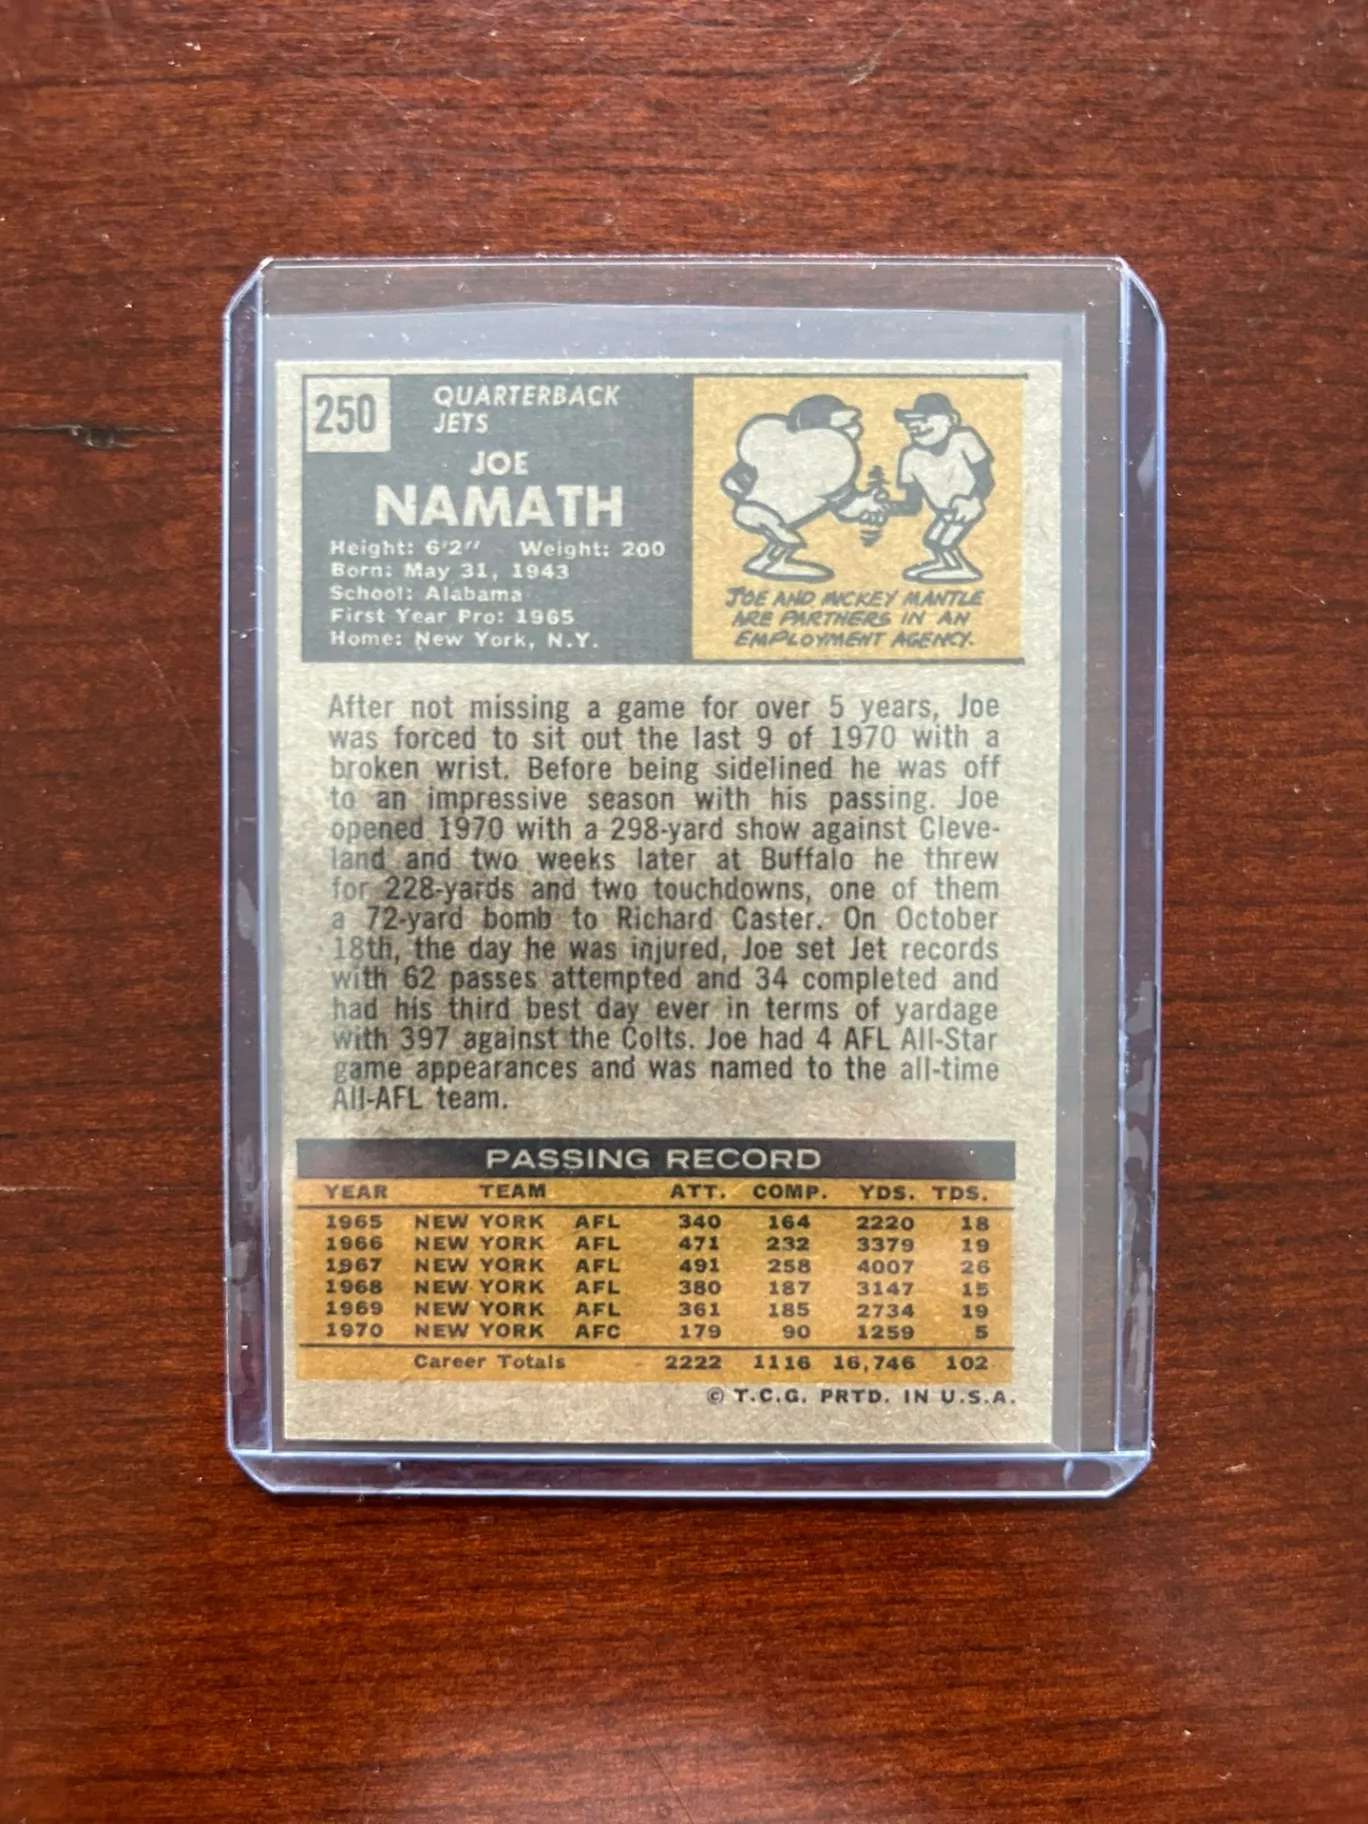 250
QUARTERBACK
JETS
JOE
NAMATH
Height: 6'2" Weight: 200
Born: May 31, 1943
School: Alabama
First Year Pro: 1965
Home: New York, N.Y.
JOE AND MICKEY MANTLE
ARE PARTNERS IN AN
EMPLOYMENT AGENCY.
After not missing a game for over 5 years, Joe
was forced to sit out the last 9 of 1970 with a
broken wrist. Before being sidelined he was off
to an impressive season with his passing. Joe
opened 1970 with a 298-yard show against Cleve-
land and two weeks later at Buffalo he threw
for 228-yards and two touchdowns, one of them
a 72-yard bomb to Richard Caster. On October
18th, the day he was injured, Joe set Jet records
with 62 passes attempted and 34 completed and
had his third best day ever in terms of yardage
with 397 against the Colts. Joe had 4 AFL All-Star
game appearances and was named to the all-time
All-AFL team.
PASSING RECORD
YEAR TEAM ATT. COMP. YDS. TDS.
1965 NEW YORK AFL 340 164 2220 18
1966 NEW YORK AFL 471 232 3379 19
1967 NEW YORK AFL 491 258 4007 26
1968 NEW YORK AFL 380 187 3147 15
1969 NEW YORK AFL 361 185 2734 19
1970 NEW YORK AFC 179 90 1259 5
Career Totals 2222 1116 16,746 102
© T.C.G. PRTD. IN U.S.A.